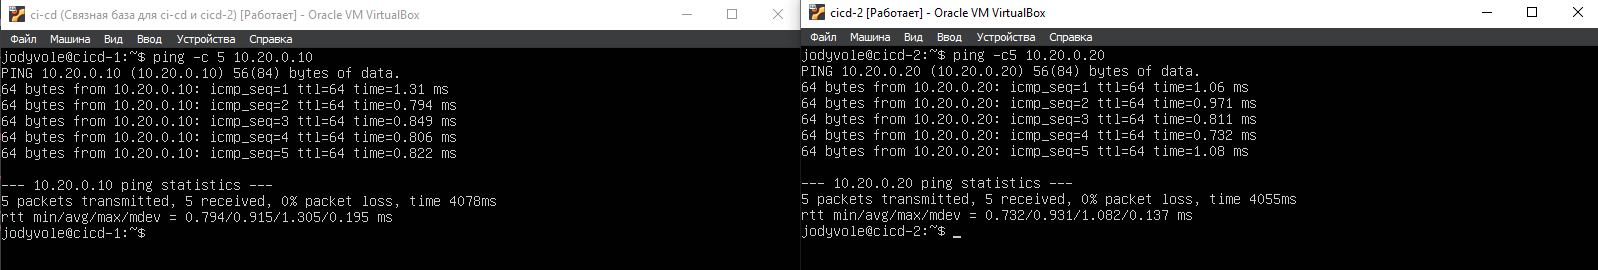 ci-cd (Связная база для ci-cd и cicd-2) [Работает] - Oracle VM VirtualBox
Файл Машина Вид Ввод Устройства Справка
jodyvole@cicd-1:~$ ping -c 5 10.20.0.10
PING 10.20.0.10 (10.20.0.10) 56(84) bytes of data.
64 bytes from 10.20.0.10: icmp_seq=1 ttl=64 time=1.31 ms
64 bytes from 10.20.0.10: icmp_seq=2 ttl=64 time=0.794 ms
64 bytes from 10.20.0.10: icmp_seq=3 ttl=64 time=0.849 ms
64 bytes from 10.20.0.10: icmp_seq=4 ttl=64 time=0.806 ms
64 bytes from 10.20.0.10: icmp_seq=5 ttl=64 time=0.822 ms
--- 10.20.0.10 ping statistics ---
5 packets transmitted, 5 received, 0% packet loss, time 4078ms
rtt min/avg/max/mdev = 0.794/0.915/1.305/0.195 ms
jodyvole@cicd-1:~$
cicd-2 [Работает] - Oracle VM VirtualBox
Файл Машина Вид Ввод Устройства Справка
jodyvole@cicd-2:~$ ping -c5 10.20.0.20
PING 10.20.0.20 (10.20.0.20) 56(84) bytes of data.
64 bytes from 10.20.0.20: icmp_seq=1 ttl=64 time=1.06 ms
64 bytes from 10.20.0.20: icmp_seq=2 ttl=64 time=0.971 ms
64 bytes from 10.20.0.20: icmp_seq=3 ttl=64 time=0.811 ms
64 bytes from 10.20.0.20: icmp_seq=4 ttl=64 time=0.732 ms
64 bytes from 10.20.0.20: icmp_seq=5 ttl=64 time=1.08 ms
--- 10.20.0.20 ping statistics ---
5 packets transmitted, 5 received, 0% packet loss, time 4055ms
rtt min/avg/max/mdev = 0.732/0.931/1.082/0.137 ms
jodyvole@cicd-2:~$ _